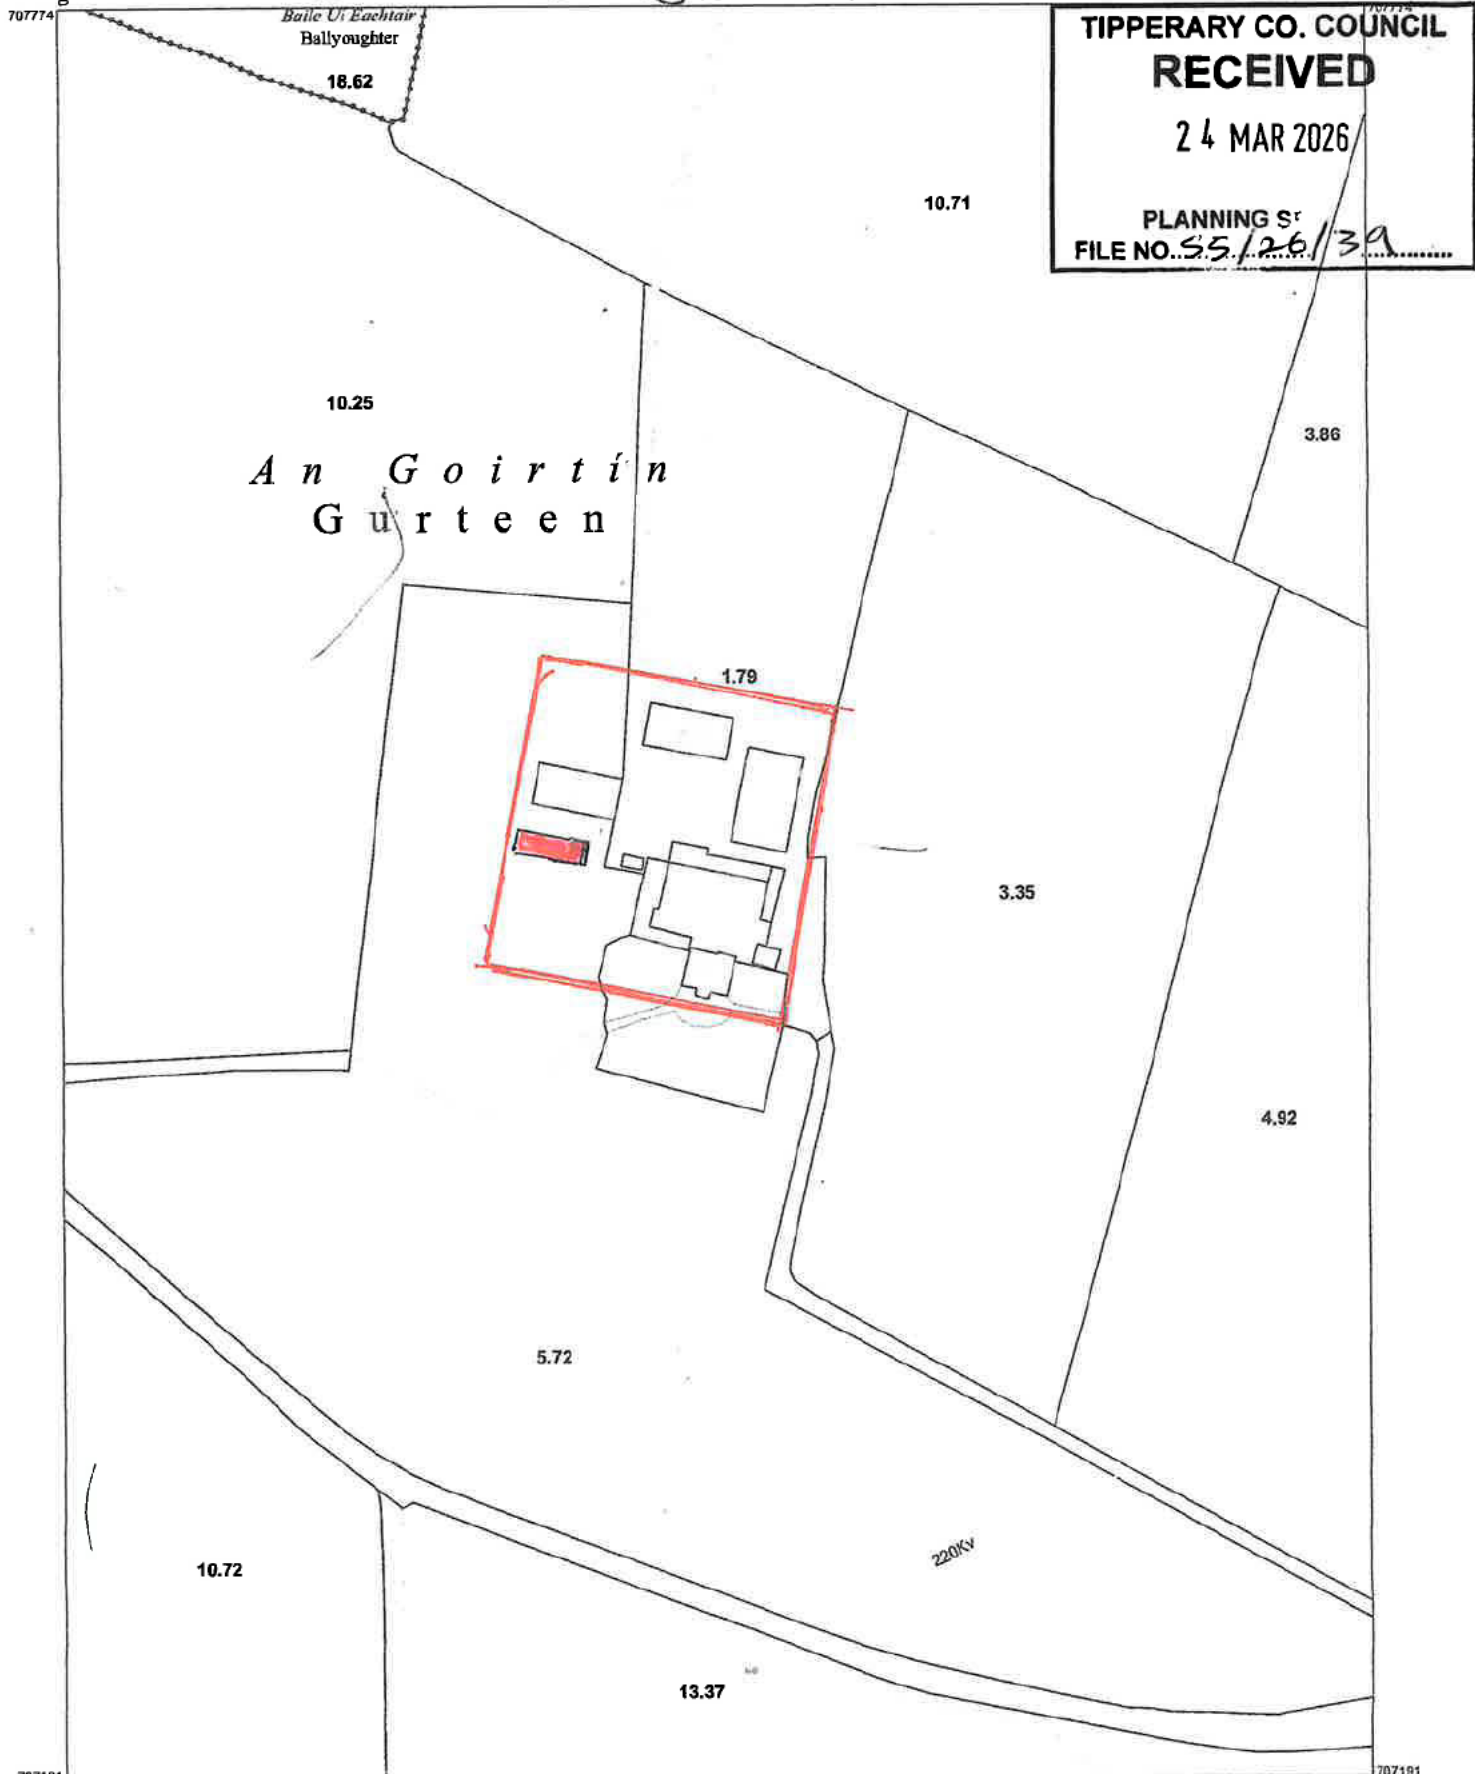 707774
Baile Uí Eachtair
Ballyoughter
18.62
TIPPERARY CO. COUNCIL
RECEIVED
24 MAR 2026
PLANNING
FILE NO. S5/26/39
10.71
10.25
3.86
An Goirtín
Gurteen
1.79
3.35
4.92
5.72
220Kv
10.72
13.37
707191